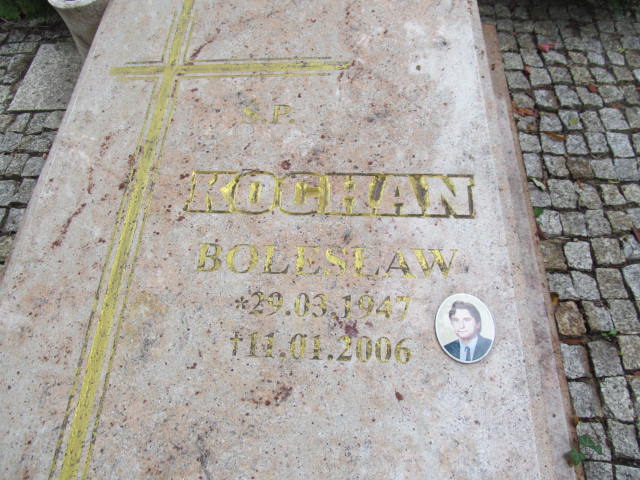 Ś.P.
KOCHAN
BOLESŁAW
*29.03.1947
†11.01.2006